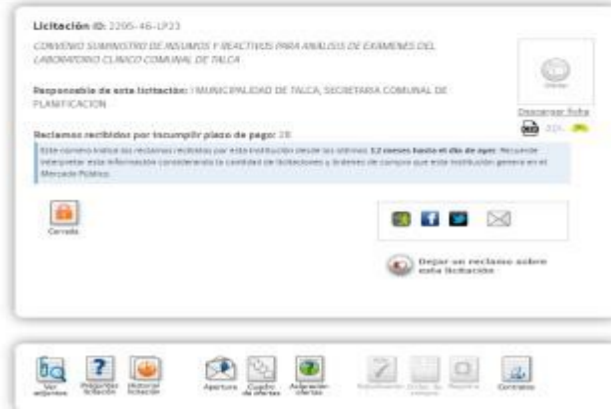 Licitación ID: 2295-46-LP23
CONVENIO SUMINISTRO DE INSUMOS Y REACTIVOS PARA ANALISIS DE EXAMENES DEL
LABORATORIO CLINICO COMUNAL DE TALCA
Responsable de esta licitación: I MUNICIPALIDAD DE TALCA, SECRETARIA COMUNAL DE
PLANIFICACION
Descargar ficha
Reclamos recibidos por incumplir plazo de pago: 28
Este número indica los reclamos recibidos por esta institución desde los últimos 12 meses hasta el día de ayer. Recuerde
interpretar esta información considerando la cantidad de licitaciones y órdenes de compra que esta institución genera en el
Mercado Público.
Cerrada
Dejar un reclamo sobre
esta licitación
Ver adjuntos
Preguntas licitación
Historial licitación
Apertura
Cuadro de ofertas
Aclaración ofertas
Adjudicación
Orden de compra
Contratos